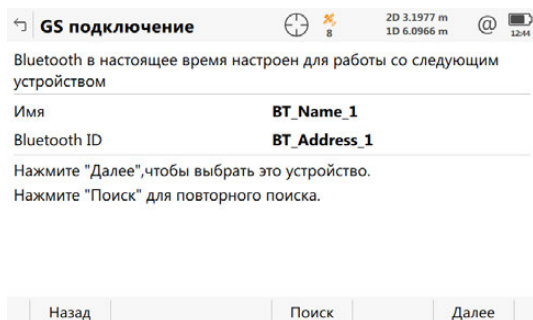 GS подключение
8
2D 3.1977 m
1D 6.0966 m
@
12:44
Bluetooth в настоящее время настроен для работы со следующим
устройством
Имя BT_Name_1
Bluetooth ID BT_Address_1
Нажмите "Далее",чтобы выбрать это устройство.
Нажмите "Поиск" для повторного поиска.
Назад Поиск Далее